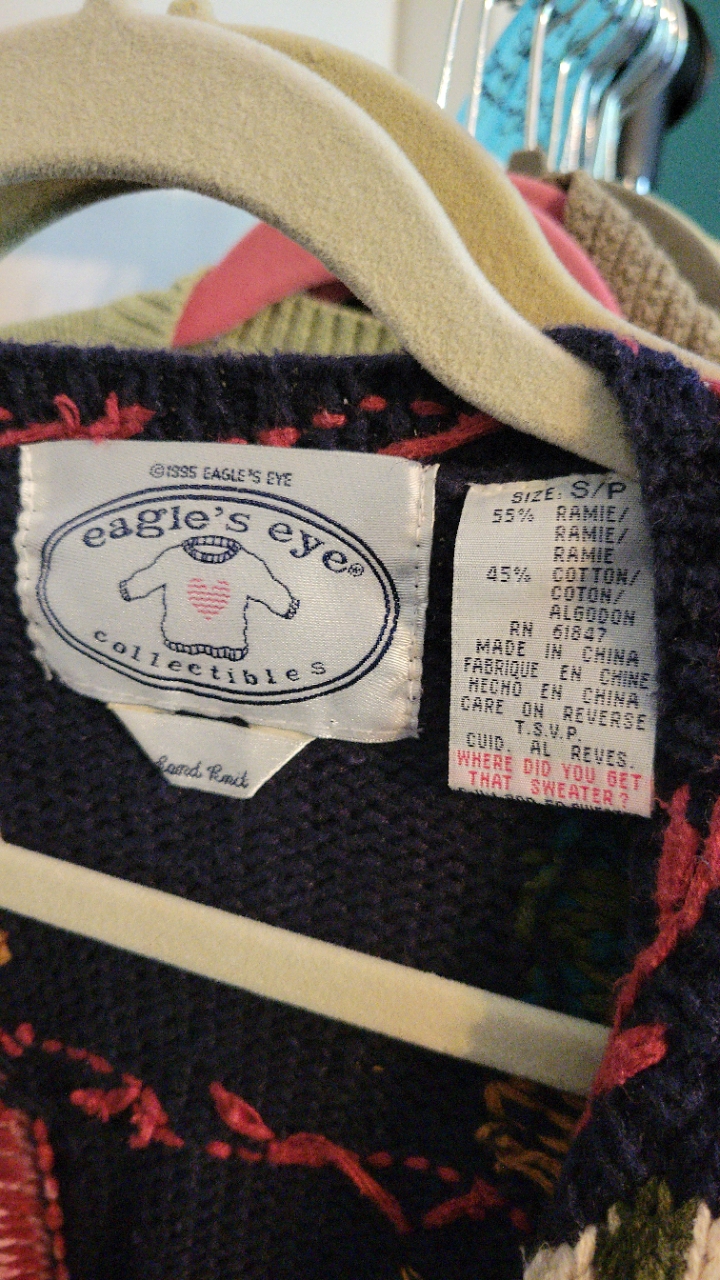 ©1995 EAGLE'S EYE
eagle's eye®
collectibles
Hand Knit
SIZE: S/P
55% RAMIE/
RAMIE/
RAMIE
45% COTTON/
COTON/
ALGODON
RN 61847
MADE IN CHINA
FABRIQUE EN CHINE
HECHO EN CHINA
CARE ON REVERSE
T.S.V.P.
CUID. AL REVES.
WHERE DID YOU GET
THAT SWEATER?